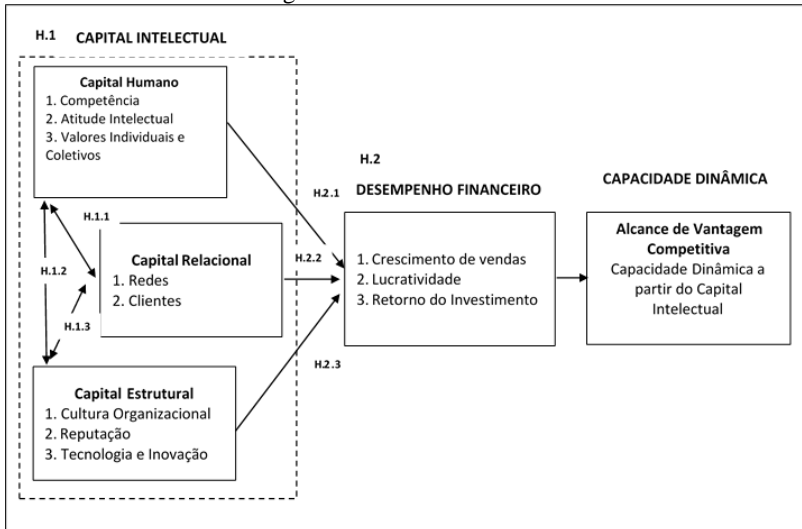 H.1 CAPITAL INTELECTUAL
Capital Humano
1. Competência
2. Atitude Intelectual
3. Valores Individuais e
Coletivos
H.1.1
H.1.2
H.1.3
Capital Relacional
1. Redes
2. Clientes
Capital Estrutural
1. Cultura Organizacional
2. Reputação
3. Tecnologia e Inovação
H.2.1
H.2.2
H.2.3
H.2
DESEMPENHO FINANCEIRO
1. Crescimento de vendas
2. Lucratividade
3. Retorno do Investimento
CAPACIDADE DINÂMICA
Alcance de Vantagem
Competitiva
Capacidade Dinâmica a
partir do Capital
Intelectual